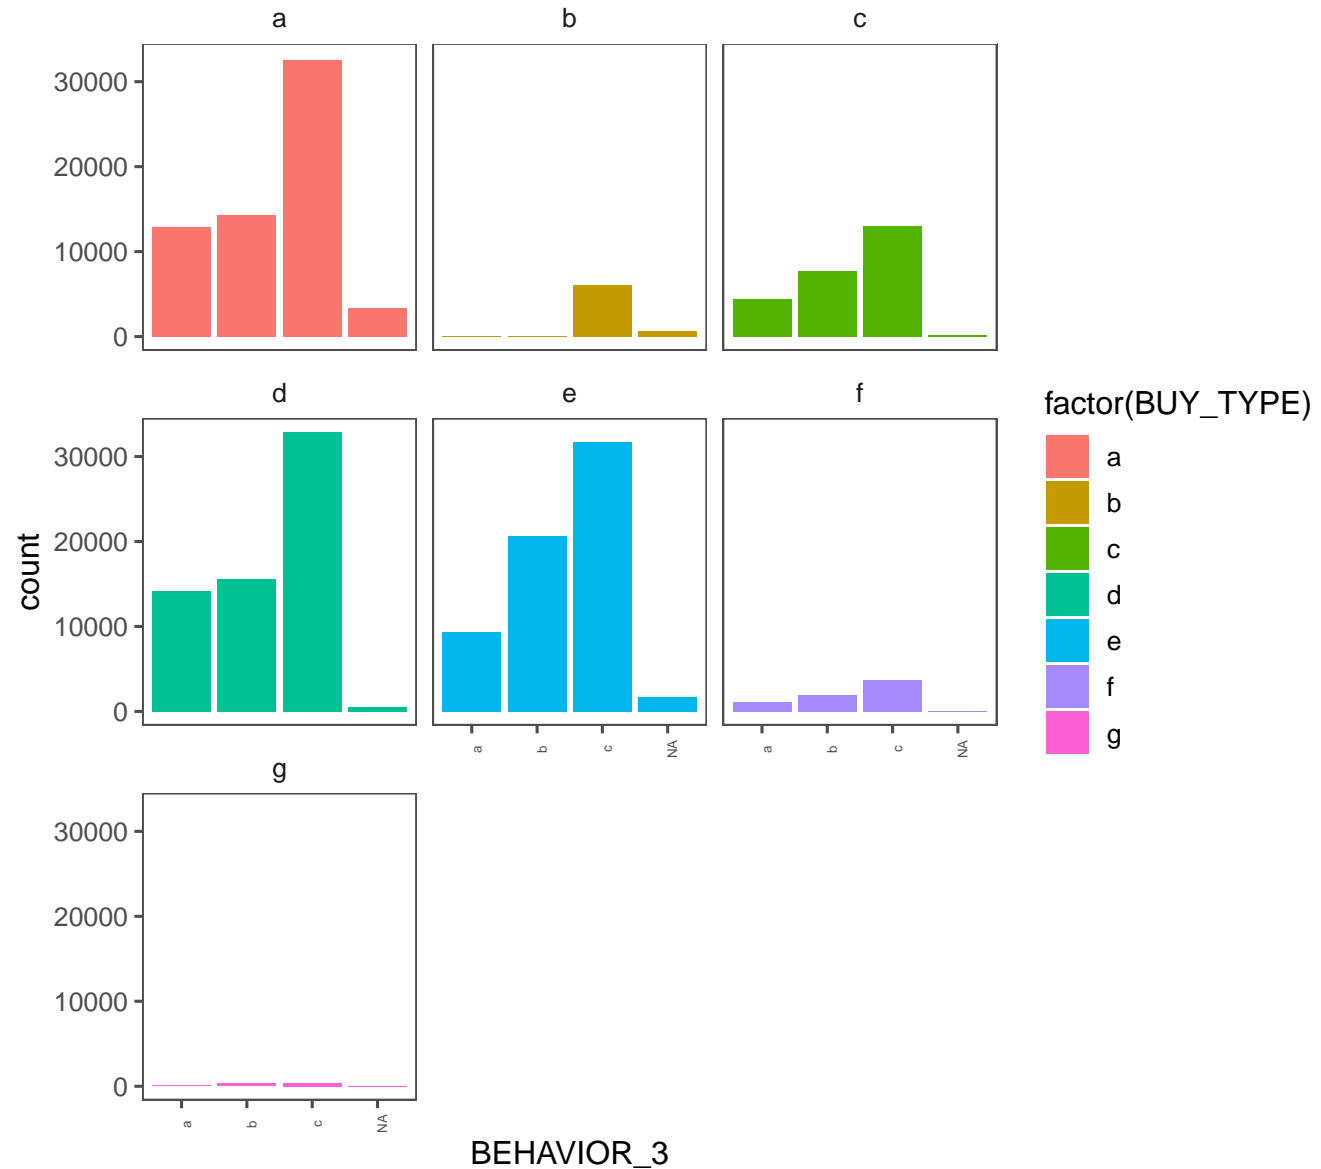 a b c
30000
20000
10000
0
d e f
30000
20000
10000
0
a b c NA a b c NA
g
30000
20000
10000
0
a b c NA
count
BEHAVIOR_3
factor(BUY_TYPE)
a
b
c
d
e
f
g